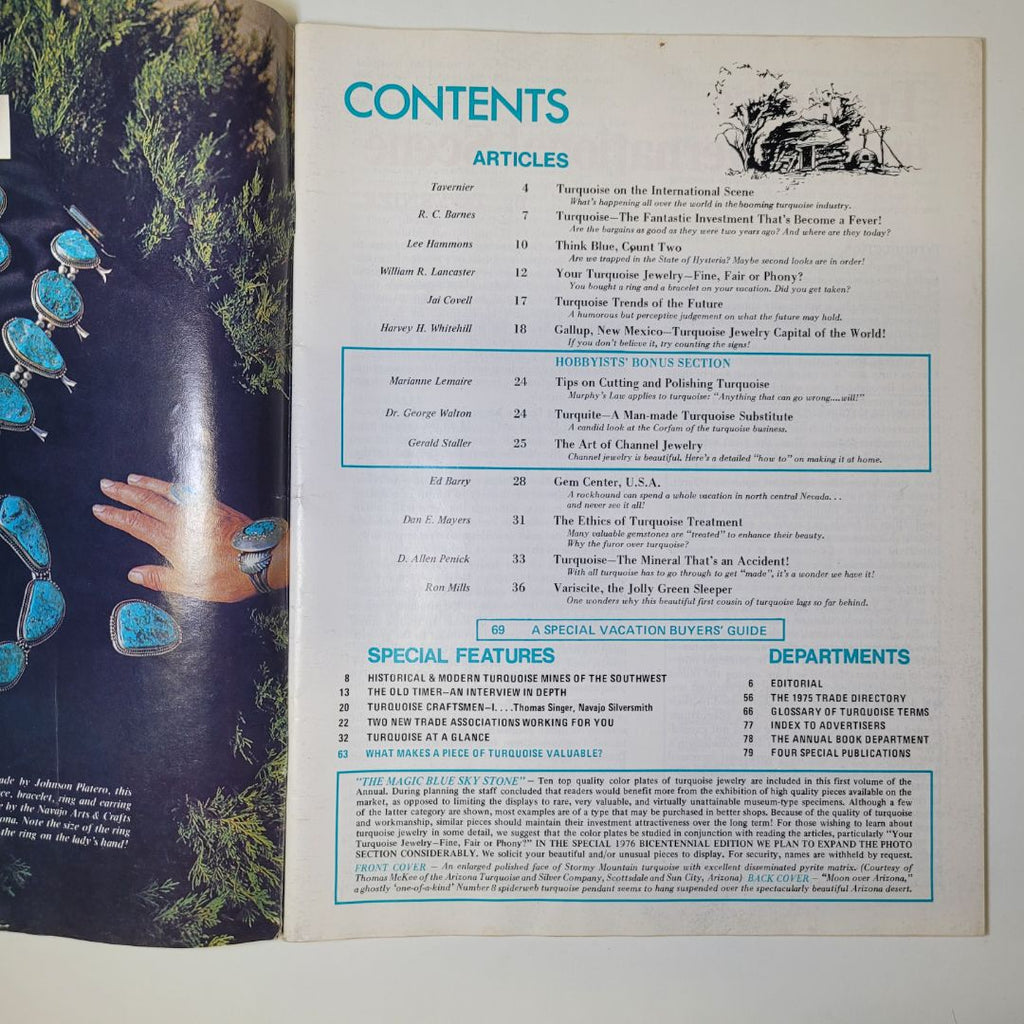 ade by Johnson Platero, this
ce, bracelet, ring and earring
by the Navajo Arts & Crafts
ona. Note the size of the ring
the ring on the lady's hand!
CONTENTS
ARTICLES
Tavernier 4 Turquoise on the International Scene
What's happening all over the world in the booming turquoise industry.
R. C. Barnes 7 Turquoise—The Fantastic Investment That's Become a Fever!
Are the bargains as good as they were two years ago? And where are they today?
Lee Hammons 10 Think Blue, Count Two
Are we trapped in the State of Hysteria? Maybe second looks are in order!
William R. Lancaster 12 Your Turquoise Jewelry—Fine, Fair or Phony?
You bought a ring and a bracelet on your vacation. Did you get taken?
Jai Covell 17 Turquoise Trends of the Future
A humorous but perceptive judgement on what the future may hold.
Harvey H. Whitehill 18 Gallup, New Mexico—Turquoise Jewelry Capital of the World!
If you don't believe it, try counting the signs!
HOBBYISTS' BONUS SECTION
Marianne Lemaire 24 Tips on Cutting and Polishing Turquoise
Murphy's Law applies to turquoise: "Anything that can go wrong....will!"
Dr. George Walton 24 Turquite—A Man-made Turquoise Substitute
A candid look at the Corfam of the turquoise business.
Gerald Staller 25 The Art of Channel Jewelry
Channel jewelry is beautiful. Here's a detailed "how to" on making it at home.
Ed Barry 28 Gem Center, U.S.A.
A rockhound can spend a whole vacation in north central Nevada. . .
and never see it all!
Dan E. Mayers 31 The Ethics of Turquoise Treatment
Many valuable gemstones are "treated" to enhance their beauty.
Why the furor over turquoise?
D. Allen Penick 33 Turquoise—The Mineral That's an Accident!
With all turquoise has to go through to get "made", it's a wonder we have it!
Ron Mills 36 Variscite, the Jolly Green Sleeper
One wonders why this beautiful first cousin of turquoise lags so far behind.
69 A SPECIAL VACATION BUYERS' GUIDE
SPECIAL FEATURES
8 HISTORICAL & MODERN TURQUOISE MINES OF THE SOUTHWEST
13 THE OLD TIMER—AN INTERVIEW IN DEPTH
20 TURQUOISE CRAFTSMEN—I. . . .Thomas Singer, Navajo Silversmith
22 TWO NEW TRADE ASSOCIATIONS WORKING FOR YOU
32 TURQUOISE AT A GLANCE
63 WHAT MAKES A PIECE OF TURQUOISE VALUABLE?
DEPARTMENTS
6 EDITORIAL
56 THE 1975 TRADE DIRECTORY
66 GLOSSARY OF TURQUOISE TERMS
77 INDEX TO ADVERTISERS
78 THE ANNUAL BOOK DEPARTMENT
79 FOUR SPECIAL PUBLICATIONS
"THE MAGIC BLUE SKY STONE" — Ten top quality color plates of turquoise jewelry are included in this first volume of the
Annual. During planning the staff concluded that readers would benefit more from the exhibition of high quality pieces available on the
market, as opposed to limiting the displays to rare, very valuable, and virtually unattainable museum-type specimens. Although a few
of the latter category are shown, most examples are of a type that may be purchased in better shops. Because of the quality of turquoise
and workmanship, similar pieces should maintain their investment attractiveness over the long term! For those wishing to learn about
turquoise jewelry in some detail, we suggest that the color plates be studied in conjunction with reading the articles, particularly "Your
Turquoise Jewelry—Fine, Fair or Phony?" IN THE SPECIAL 1976 BICENTENNIAL EDITION WE PLAN TO EXPAND THE PHOTO
SECTION CONSIDERABLY. We solicit your beautiful and/or unusual pieces to display. For security, names are withheld by request.
FRONT COVER — An enlarged polished face of Stormy Mountain turquoise with excellent disseminated pyrite matrix. (Courtesy of
Thomas McKee of the Arizona Turquoise and Silver Company, Scottsdale and Sun City, Arizona) BACK COVER — "Moon over Arizona,"
a ghostly 'one-of-a-kind' Number 8 spiderweb turquoise pendant seems to hang suspended over the spectacularly beautiful Arizona desert.